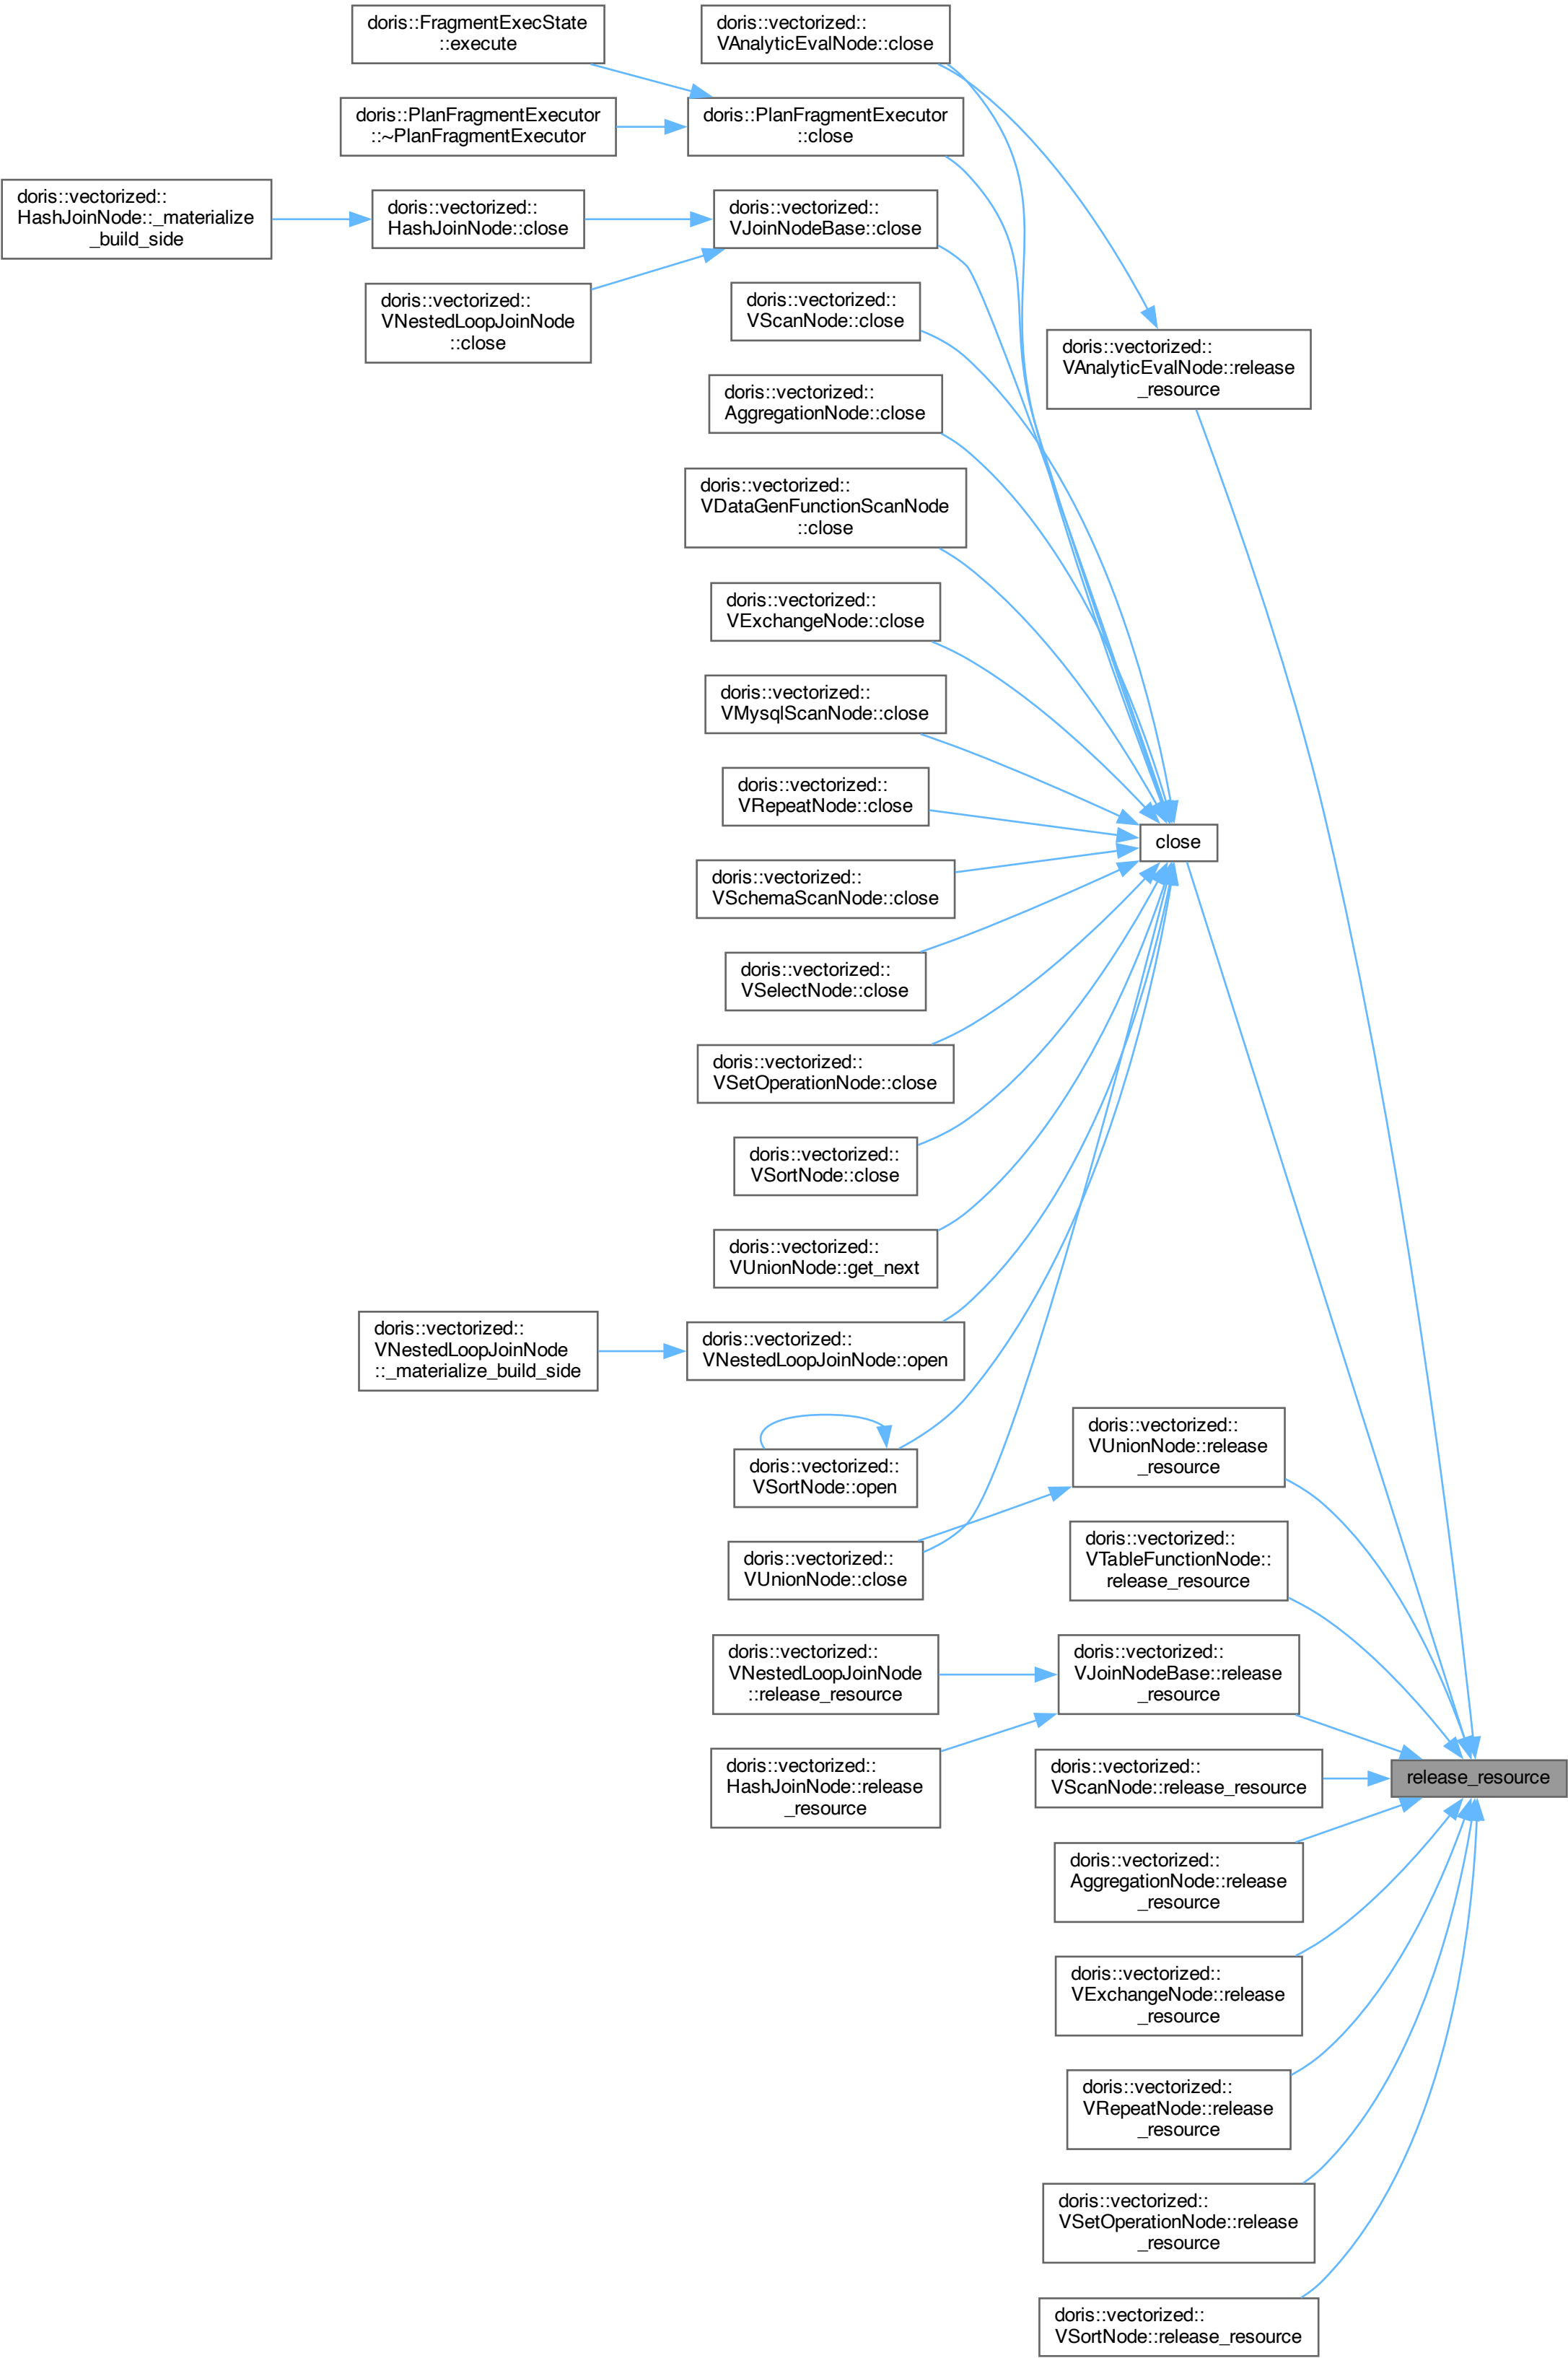 doris::FragmentExecState
::execute
doris::vectorized::
VAnalyticEvalNode::close
doris::PlanFragmentExecutor
::~PlanFragmentExecutor
doris::PlanFragmentExecutor
::close
doris::vectorized::
HashJoinNode::_materialize
_build_side
doris::vectorized::
HashJoinNode::close
doris::vectorized::
VJoinNodeBase::close
doris::vectorized::
VNestedLoopJoinNode
::close
doris::vectorized::
VScanNode::close
doris::vectorized::
VAnalyticEvalNode::release
_resource
doris::vectorized::
AggregationNode::close
doris::vectorized::
VDataGenFunctionScanNode
::close
doris::vectorized::
VExchangeNode::close
doris::vectorized::
VMysqlScanNode::close
doris::vectorized::
VRepeatNode::close
close
doris::vectorized::
VSchemaScanNode::close
doris::vectorized::
VSelectNode::close
doris::vectorized::
VSetOperationNode::close
doris::vectorized::
VSortNode::close
doris::vectorized::
VUnionNode::get_next
doris::vectorized::
VNestedLoopJoinNode
::_materialize_build_side
doris::vectorized::
VNestedLoopJoinNode::open
doris::vectorized::
VSortNode::open
doris::vectorized::
VUnionNode::release
_resource
doris::vectorized::
VUnionNode::close
doris::vectorized::
VTableFunctionNode::
release_resource
doris::vectorized::
VNestedLoopJoinNode
::release_resource
doris::vectorized::
VJoinNodeBase::release
_resource
doris::vectorized::
HashJoinNode::release
_resource
doris::vectorized::
VScanNode::release_resource
release_resource
doris::vectorized::
AggregationNode::release
_resource
doris::vectorized::
VExchangeNode::release
_resource
doris::vectorized::
VRepeatNode::release
_resource
doris::vectorized::
VSetOperationNode::release
_resource
doris::vectorized::
VSortNode::release_resource